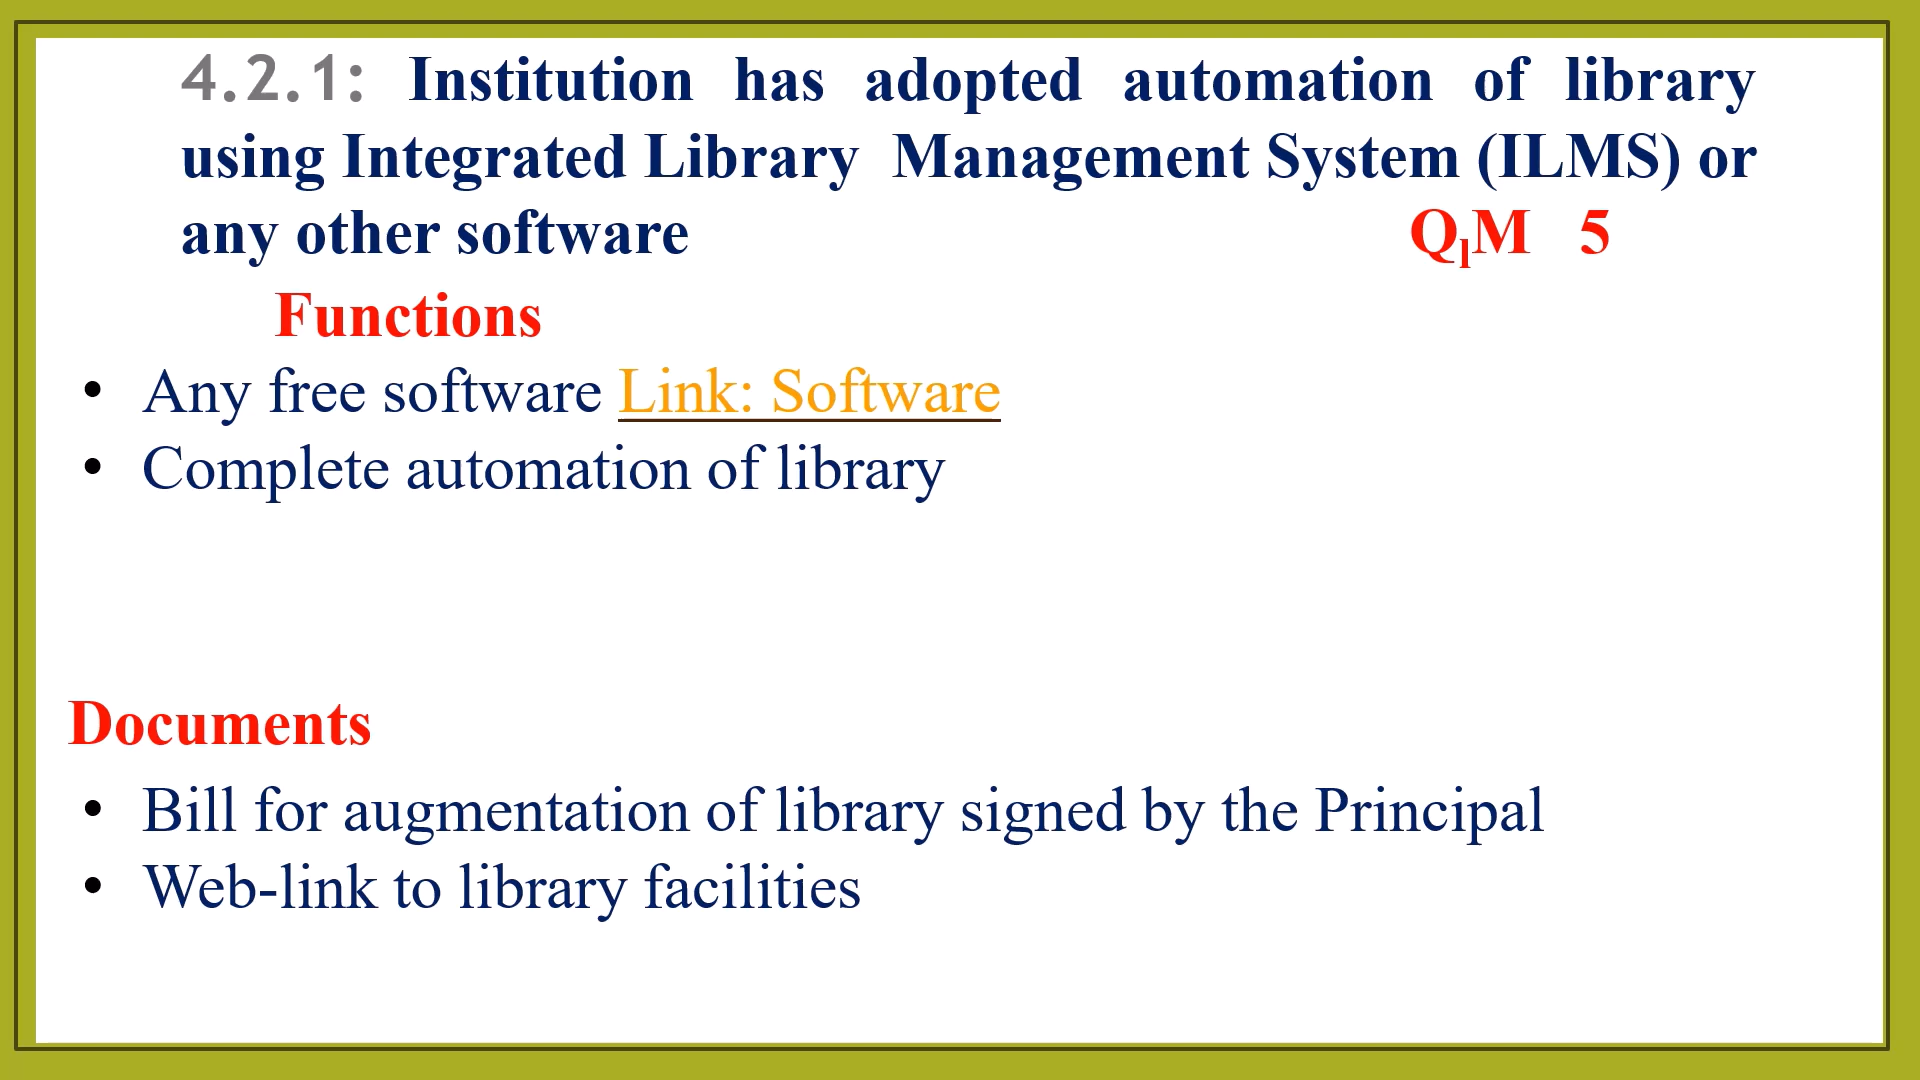 4.2.1: Institution has adopted automation of library
using Integrated Library Management System (ILMS) or
any other software QlM 5
Functions
• Any free software Link: Software
• Complete automation of library
Documents
• Bill for augmentation of library signed by the Principal
• Web-link to library facilities